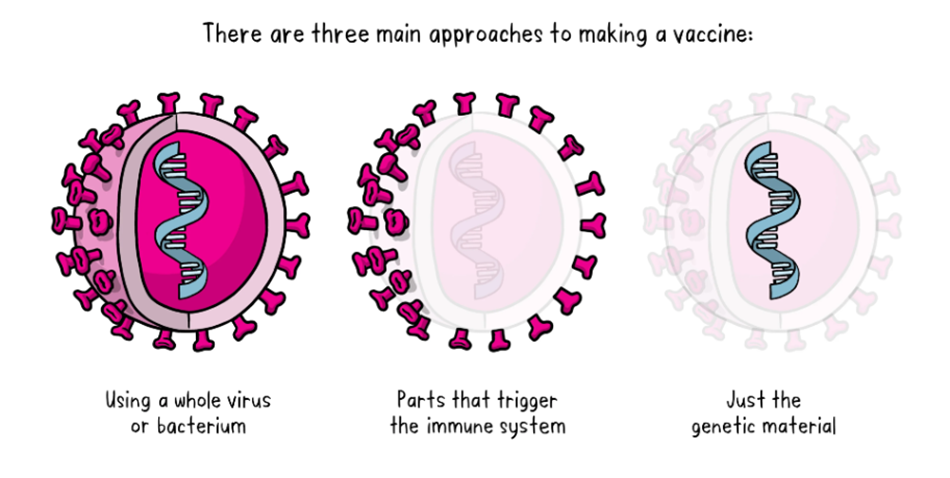 There are three main approaches to making a vaccine:
Using a whole virus
or bacterium
Parts that trigger
the immune system
Just the
genetic material